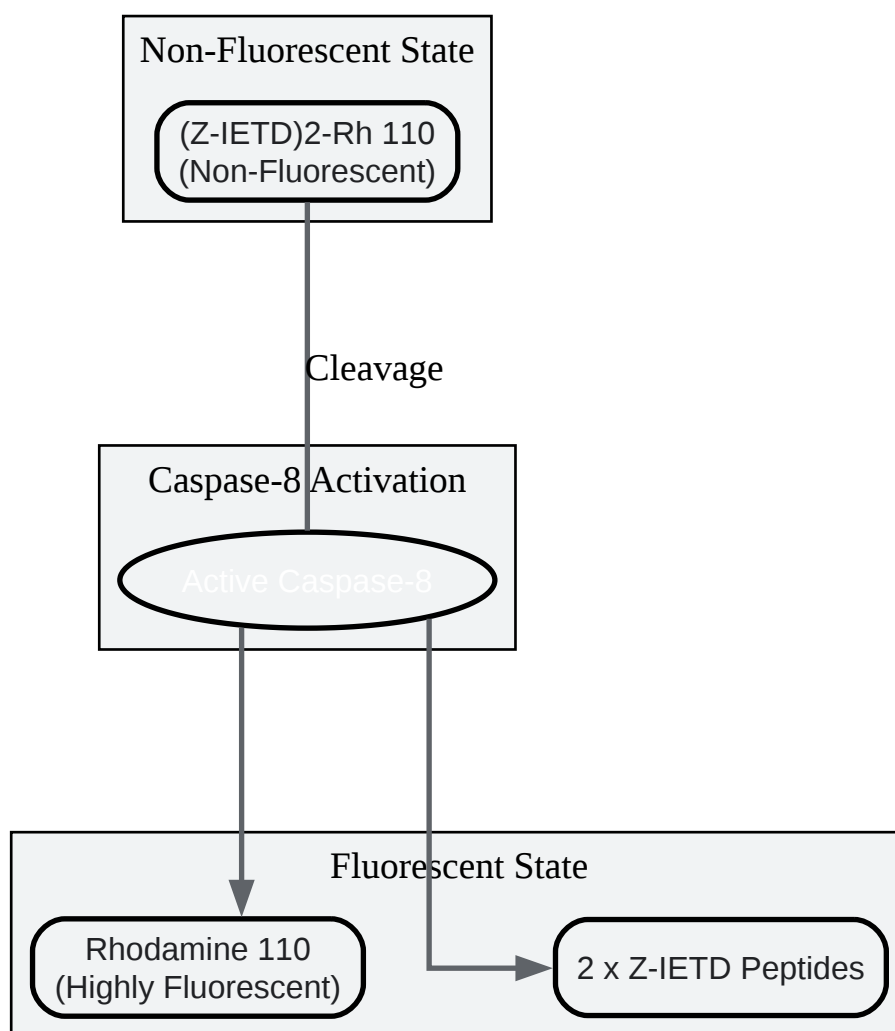 Non-Fluorescent State
(Z-IETD)2-Rh 110
(Non-Fluorescent)
Cleavage
Caspase-8 Activation
Active Caspase-8
Fluorescent State
Rhodamine 110
(Highly Fluorescent)
2 x Z-IETD Peptides